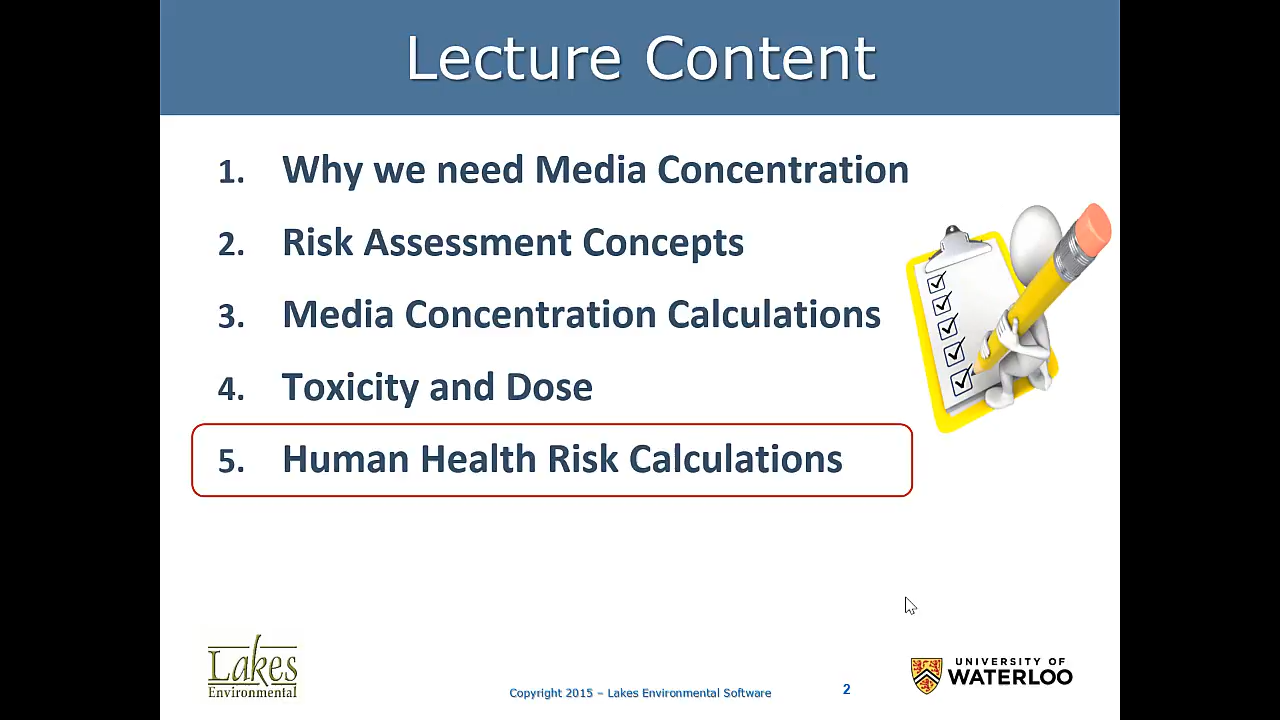 Lecture Content
1. Why we need Media Concentration
2. Risk Assessment Concepts
3. Media Concentration Calculations
4. Toxicity and Dose
5. Human Health Risk Calculations
Lakes
Environmental
Copyright 2015 – Lakes Environmental Software
2
UNIVERSITY OF
WATERLOO